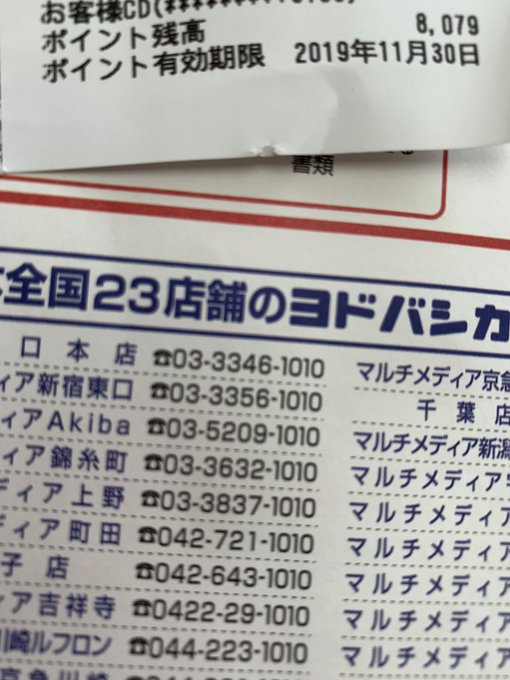 お客様CD(********
ポイント残高 8,079
ポイント有効期限 2019年11月30日
書類
全国23店舗のヨドバシカ
口本店 ☎03-3346-1010
ィア新宿東口 ☎03-3356-1010
ィアAkiba ☎03-5209-1010
ィア錦糸町 ☎03-3632-1010
ディア上野 ☎03-3837-1010
ディア町田 ☎042-721-1010
子店 ☎042-643-1010
ィア吉祥寺 ☎0422-29-1010
川崎ルフロン ☎044-223-1010
京急川崎
マルチメディア京急
千葉店
マルチメディア新潟
マルチメディア
マルチメディア
マルチメディア
マルチメディア
マルチメディア
マルチメディア